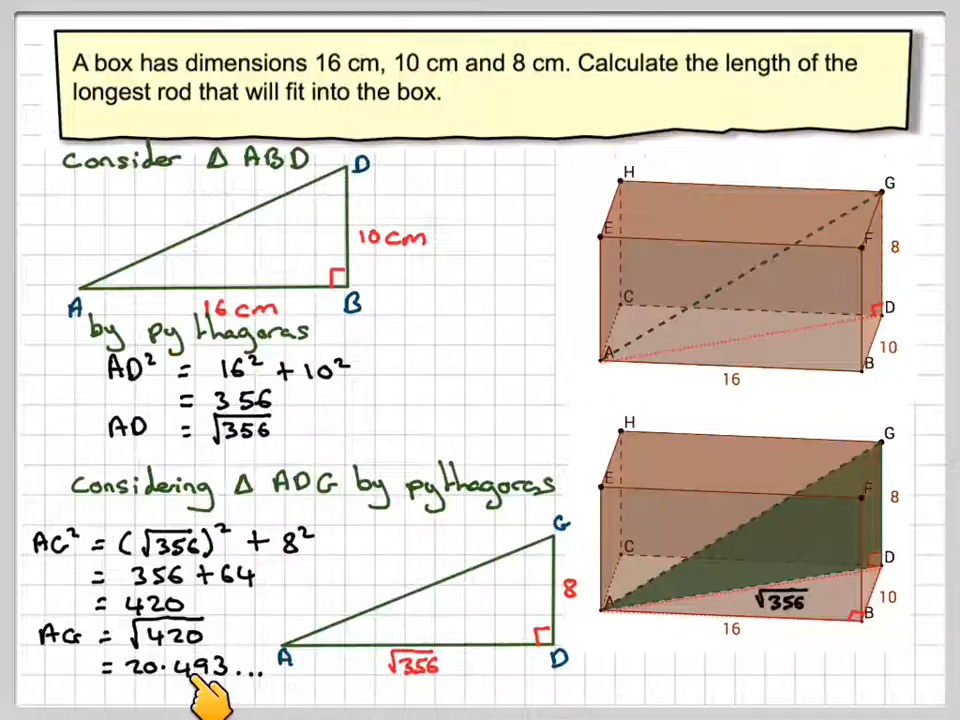 A box has dimensions 16 cm, 10 cm and 8 cm. Calculate the length of the
longest rod that will fit into the box.
Consider Δ ABD
D
10cm
A
16 cm
B
by pythagoras
AD² = 16² + 10²
= 356
AD = √356
Considering Δ ADG by pythagoras
AG² = (√356)² + 8²
= 356 + 64
= 420
AG = √420
= 20.493...
G
8
A
√356
D
H
G
E
F
8
C
D
A
10
B
16
H
G
E
F
8
C
D
A
√356
10
B
16